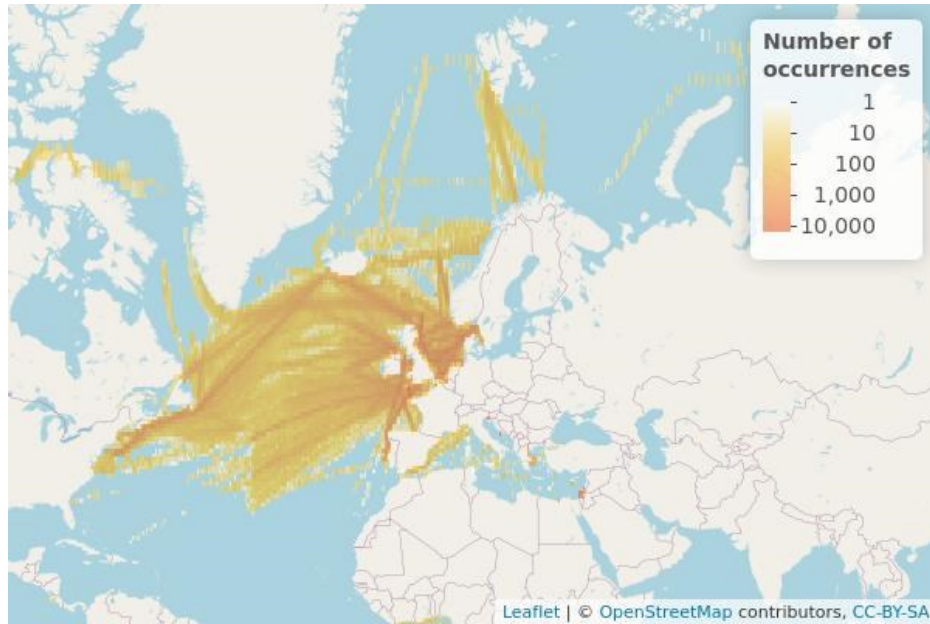 Number of
occurrences
1
10
100
1,000
10,000
Leaflet | © OpenStreetMap contributors, CC-BY-SA